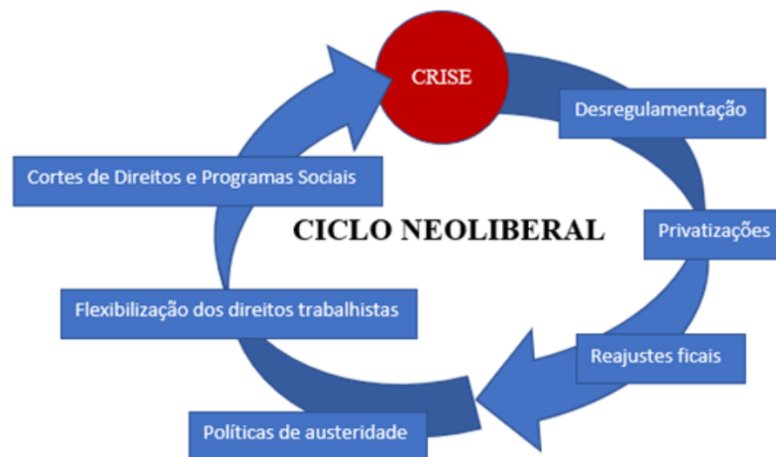 CRISE
Desregulamentação
Cortes de Direitos e Programas Sociais
CICLO NEOLIBERAL
Privatizações
Flexibilização dos direitos trabalhistas
Reajustes ficais
Políticas de austeridade